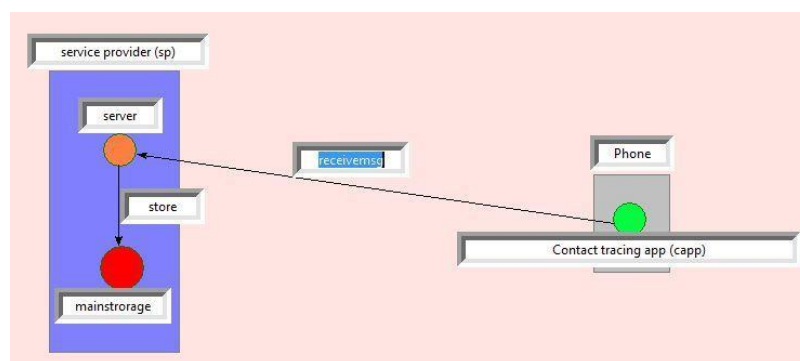 service provider (sp)
server
receivemsg
Phone
store
Contact tracing app (capp)
mainstrorage